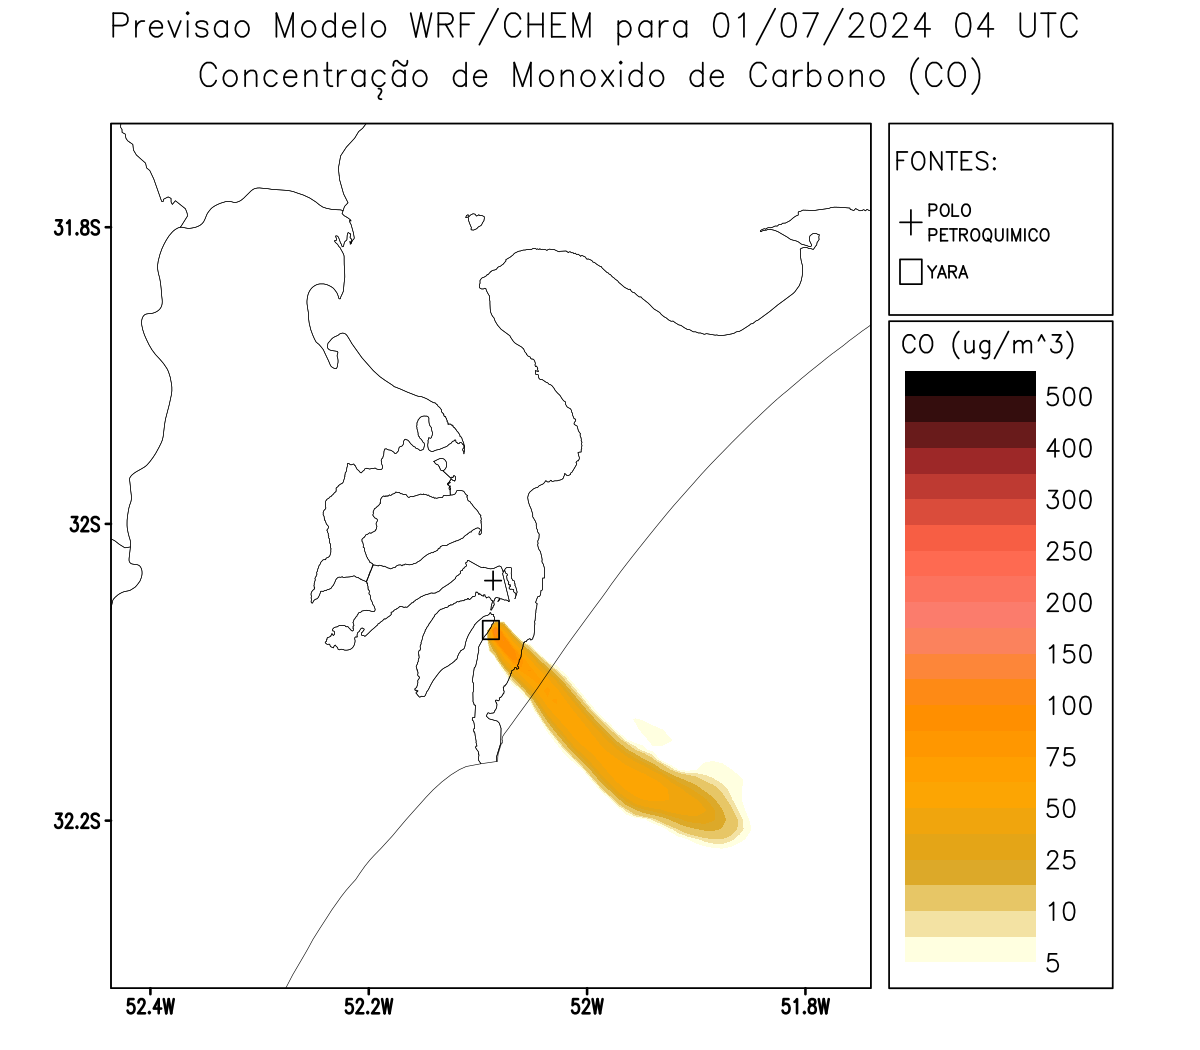 Previsao Modelo WRF/CHEM para 01/07/2024 04 UTC
Concentração de Monoxido de Carbono (CO)
FONTES:
POLO
PETROQUIMICO
YARA
CO (ug/m^3)
500
400
300
250
200
150
100
75
50
25
10
5
31.8S
32S
32.2S
52.4W
52.2W
52W
51.8W